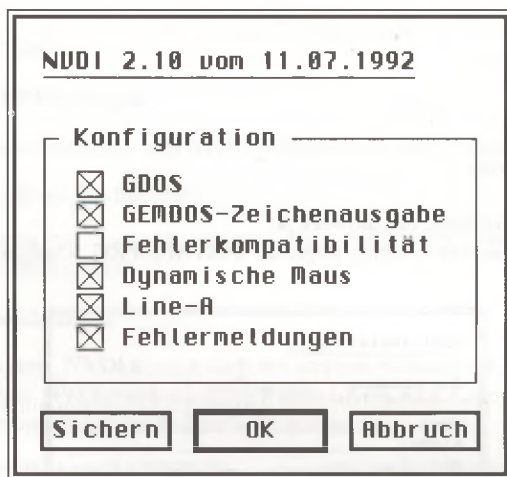 NVDI 2.10 vom 11.07.1992
Konfiguration
GDOS
GEMDOS-Zeichenausgabe
Fehlerkompatibilität
Dynamische Maus
Line-A
Fehlermeldungen
Sichern OK Abbruch